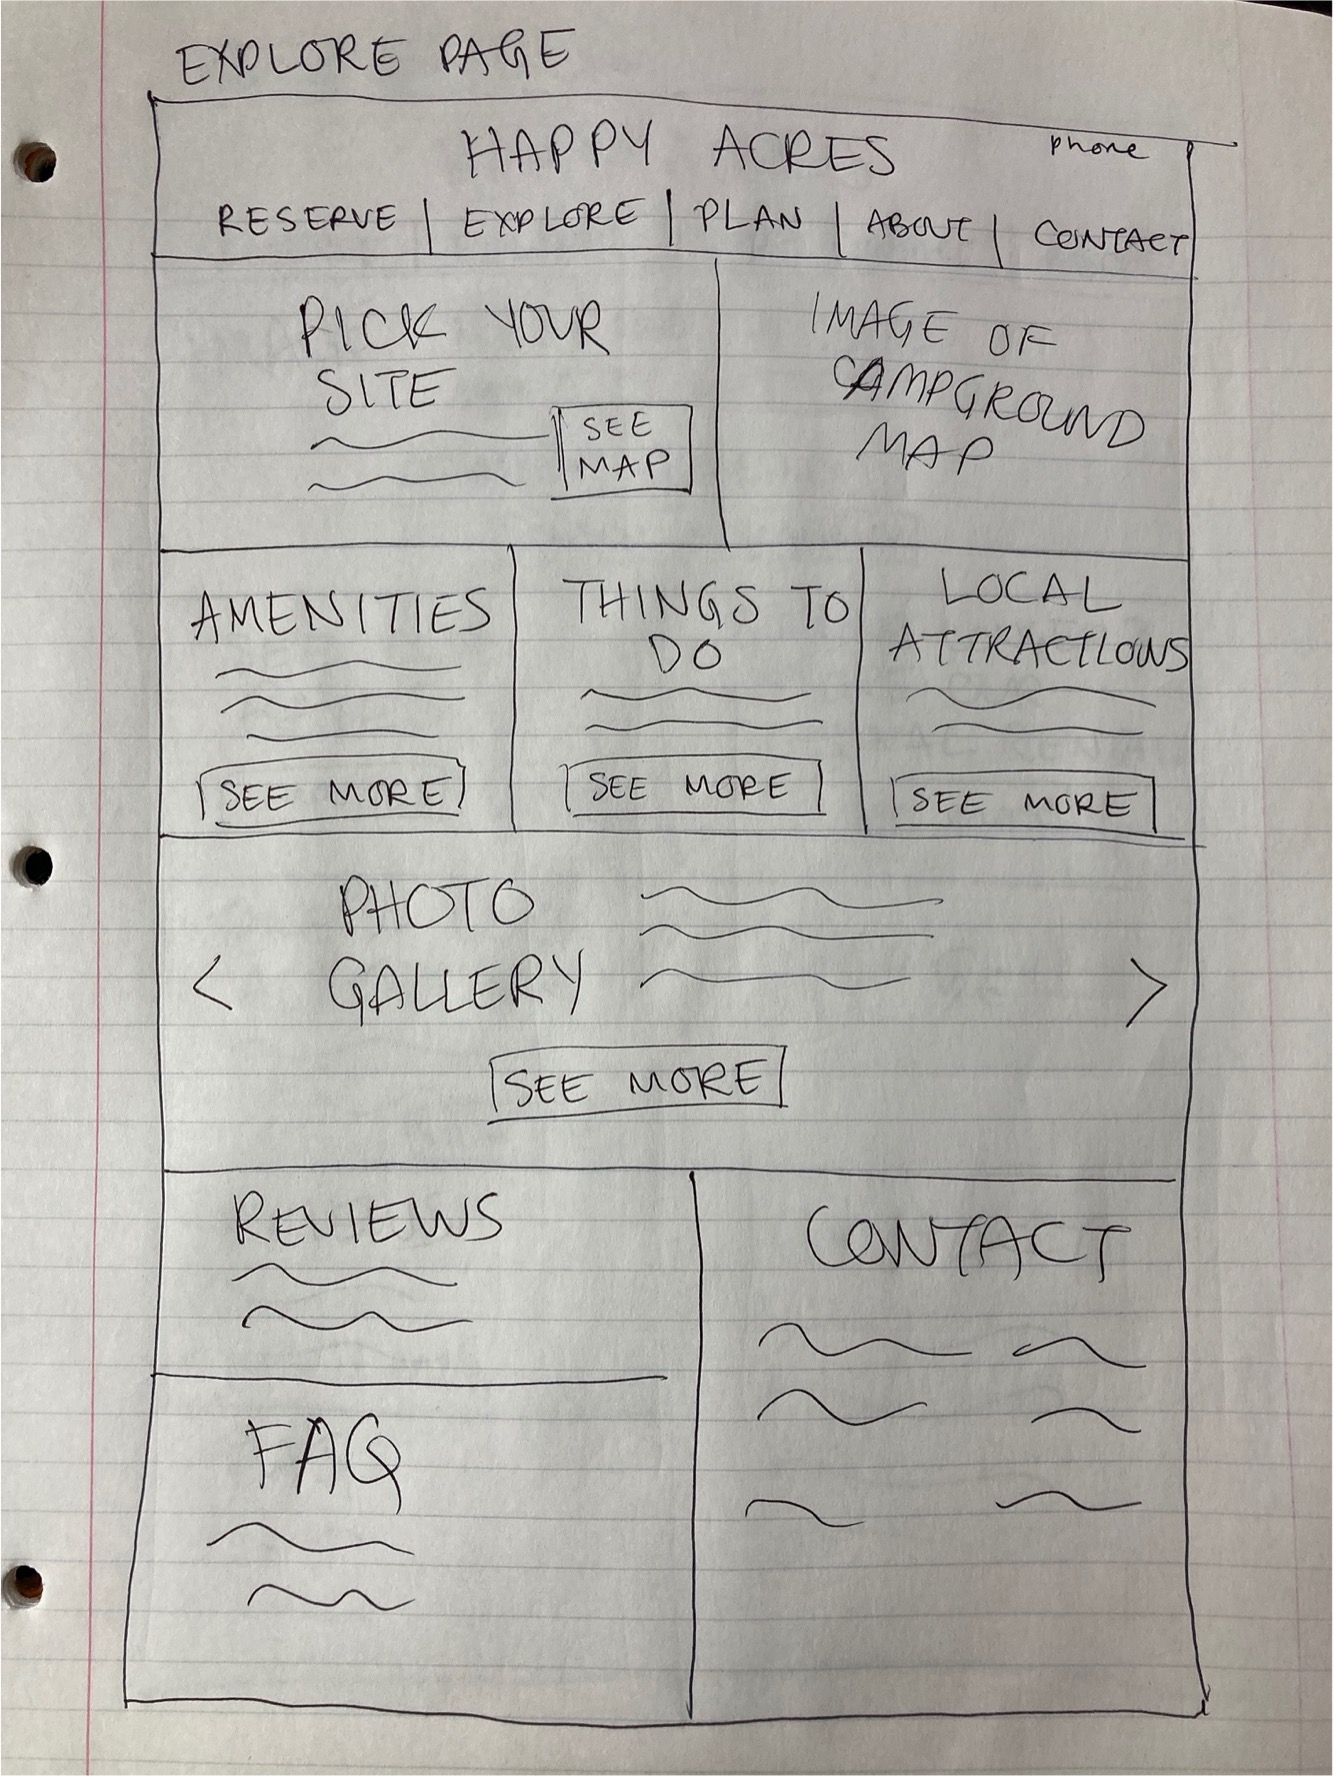 EXPLORE PAGE
HAPPY ACRES
phone
RESERVE | EXPLORE | PLAN | ABOUT | CONTACT
PICK YOUR
SITE
SEE
MAP
IMAGE OF
CAMPGROUND
MAP
AMENITIES
SEE MORE
THINGS TO
DO
SEE MORE
LOCAL
ATTRACTIONS
SEE MORE
<
PHOTO
GALLERY
>
SEE MORE
REVIEWS
FAQ
CONTACT